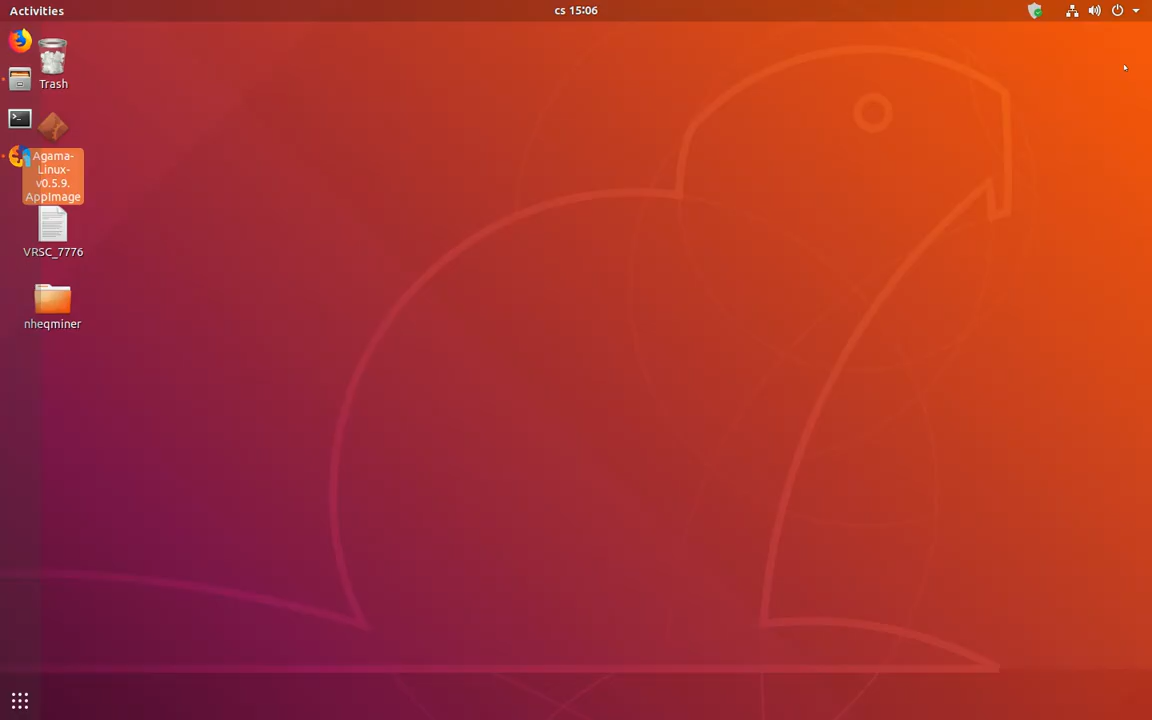 Activities
cs 15:06
Trash
Agama-
Linux-
v0.5.9.
AppImage
VRSC_7776
nheqminer